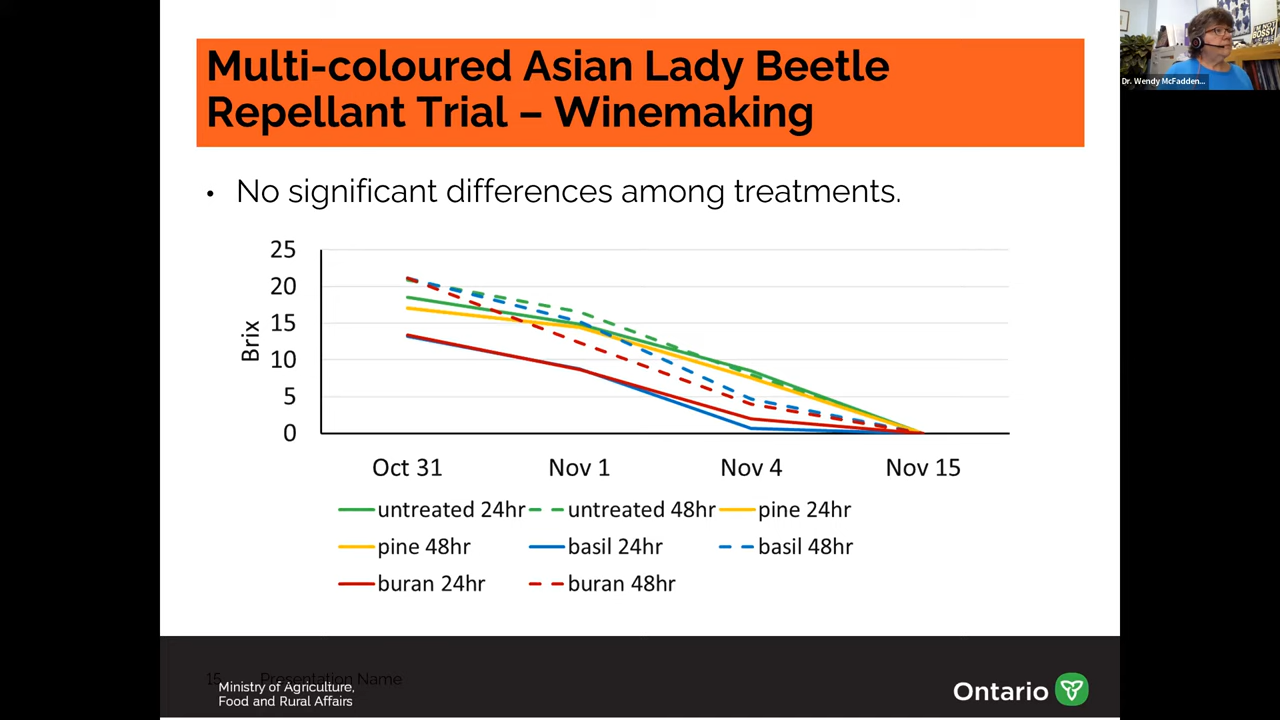 Multi-coloured Asian Lady Beetle
Repellant Trial – Winemaking
• No significant differences among treatments.
25
20
15
10
5
0
Brix
Oct 31 Nov 1 Nov 4 Nov 15
untreated 24hr untreated 48hr pine 24hr
pine 48hr basil 24hr basil 48hr
buran 24hr buran 48hr
15 Presentation Name
Ministry of Agriculture,
Food and Rural Affairs
Ontario
Dr. Wendy McFadden...
NOT
BOSSY